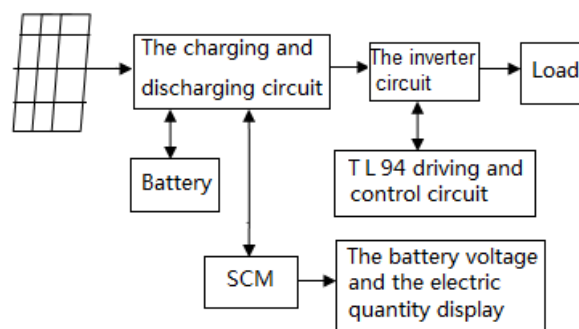 The charging and
discharging circuit
The inverter
circuit
Load
Battery
T L 94 driving and
control circuit
SCM
The battery voltage
and the electric
quantity display